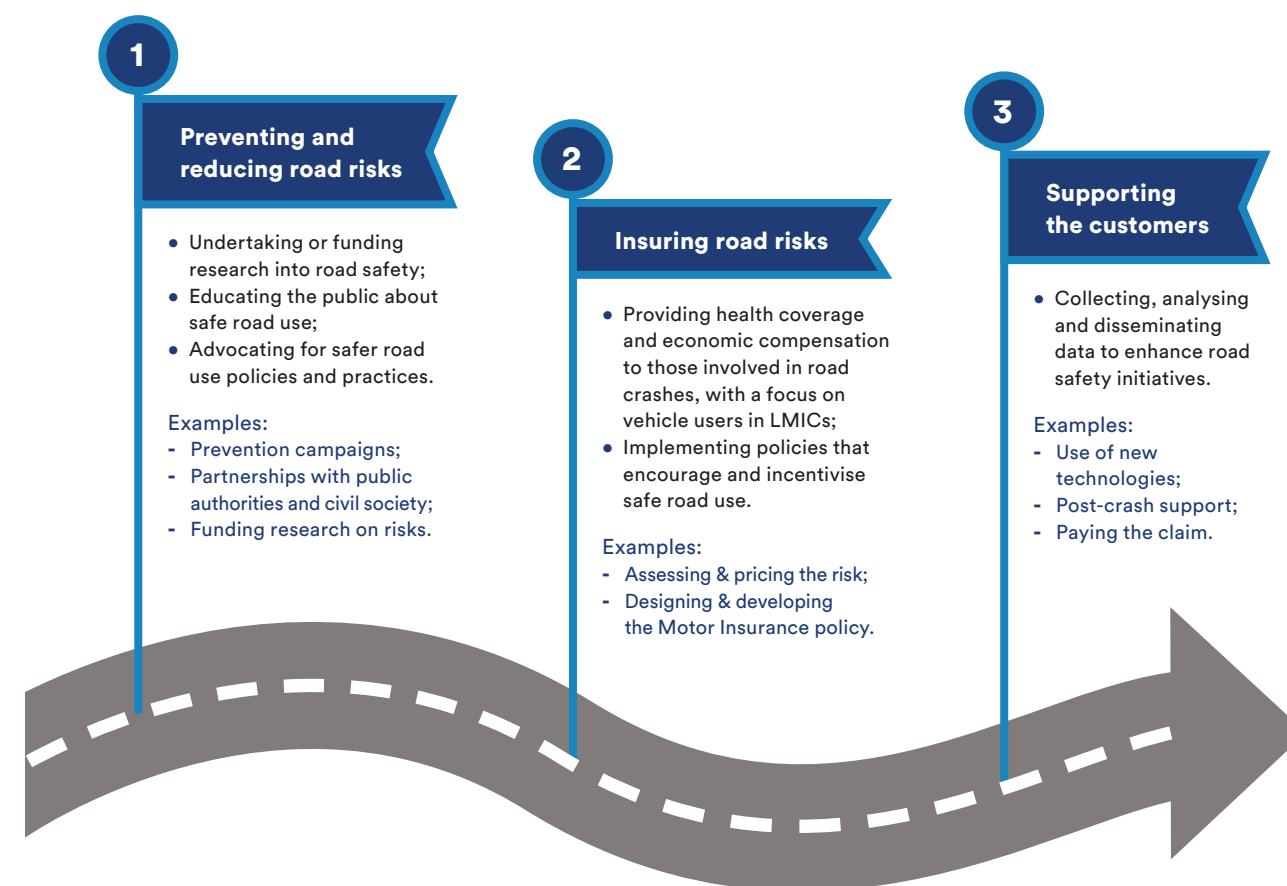 1
Preventing and
reducing road risks
● Undertaking or funding
research into road safety;
● Educating the public about
safe road use;
● Advocating for safer road
use policies and practices.
Examples:
- Prevention campaigns;
- Partnerships with public
authorities and civil society;
- Funding research on risks.
2
Insuring road risks
● Providing health coverage
and economic compensation
to those involved in road
crashes, with a focus on
vehicle users in LMICs;
● Implementing policies that
encourage and incentivise
safe road use.
Examples:
- Assessing & pricing the risk;
- Designing & developing
the Motor Insurance policy.
3
Supporting
the customers
● Collecting, analysing
and disseminating
data to enhance road
safety initiatives.
Examples:
- Use of new
technologies;
- Post-crash support;
- Paying the claim.